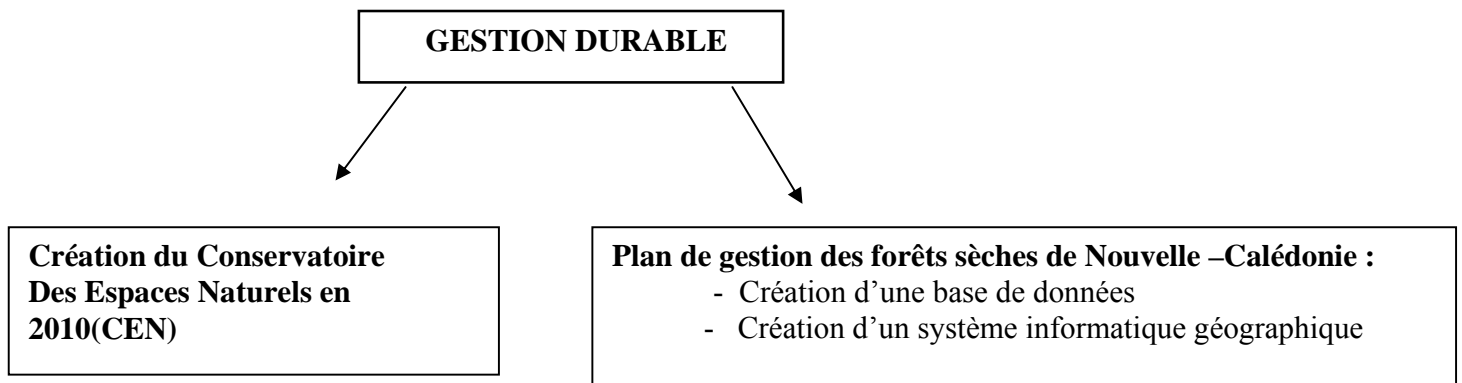 GESTION DURABLE
Création du Conservatoire
Des Espaces Naturels en
2010(CEN)
Plan de gestion des forêts sèches de Nouvelle –Calédonie :
- Création d’une base de données
- Création d’un système informatique géographique